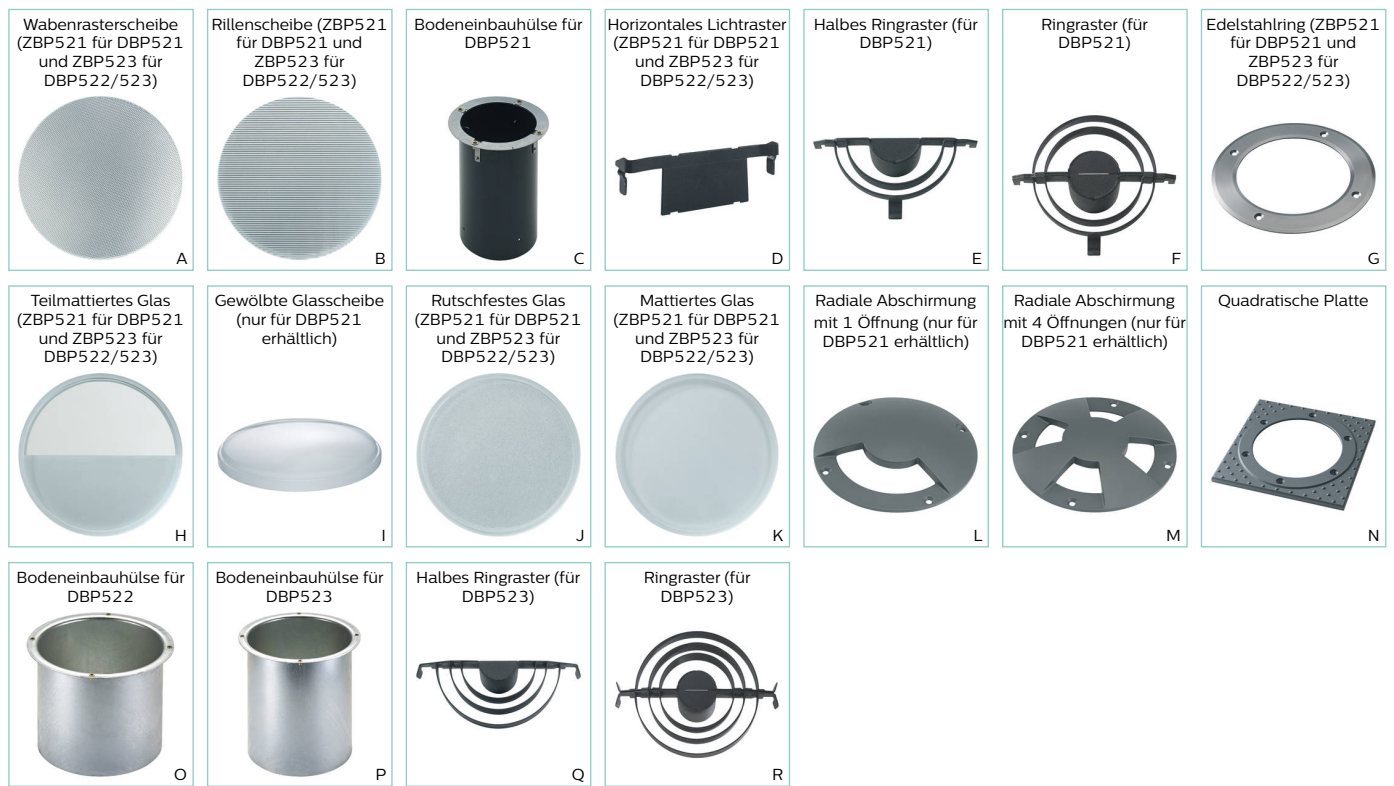 Wabenrasterscheibe
(ZBP521 für DBP521
und ZBP523 für
DBP522/523)
A
Rillenscheibe (ZBP521
für DBP521 und
ZBP523 für
DBP522/523)
B
Bodeneinbauhülse für
DBP521
C
Horizontales Lichtraster
(ZBP521 für DBP521
und ZBP523 für
DBP522/523)
D
Halbes Ringraster (für
DBP521)
E
Ringraster (für
DBP521)
F
Edelstahlring (ZBP521
für DBP521 und
ZBP523 für
DBP522/523)
G
Teilmattiertes Glas
(ZBP521 für DBP521
und ZBP523 für
DBP522/523)
H
Gewölbte Glasscheibe
(nur für DBP521
erhältlich)
I
Rutschfestes Glas
(ZBP521 für DBP521
und ZBP523 für
DBP522/523)
J
Mattiertes Glas
(ZBP521 für DBP521
und ZBP523 für
DBP522/523)
K
Radiale Abschirmung
mit 1 Öffnung (nur für
DBP521 erhältlich)
L
Radiale Abschirmung
mit 4 Öffnungen (nur für
DBP521 erhältlich)
M
Quadratische Platte
N
Bodeneinbauhülse für
DBP522
O
Bodeneinbauhülse für
DBP523
P
Halbes Ringraster (für
DBP523)
Q
Ringraster (für
DBP523)
R